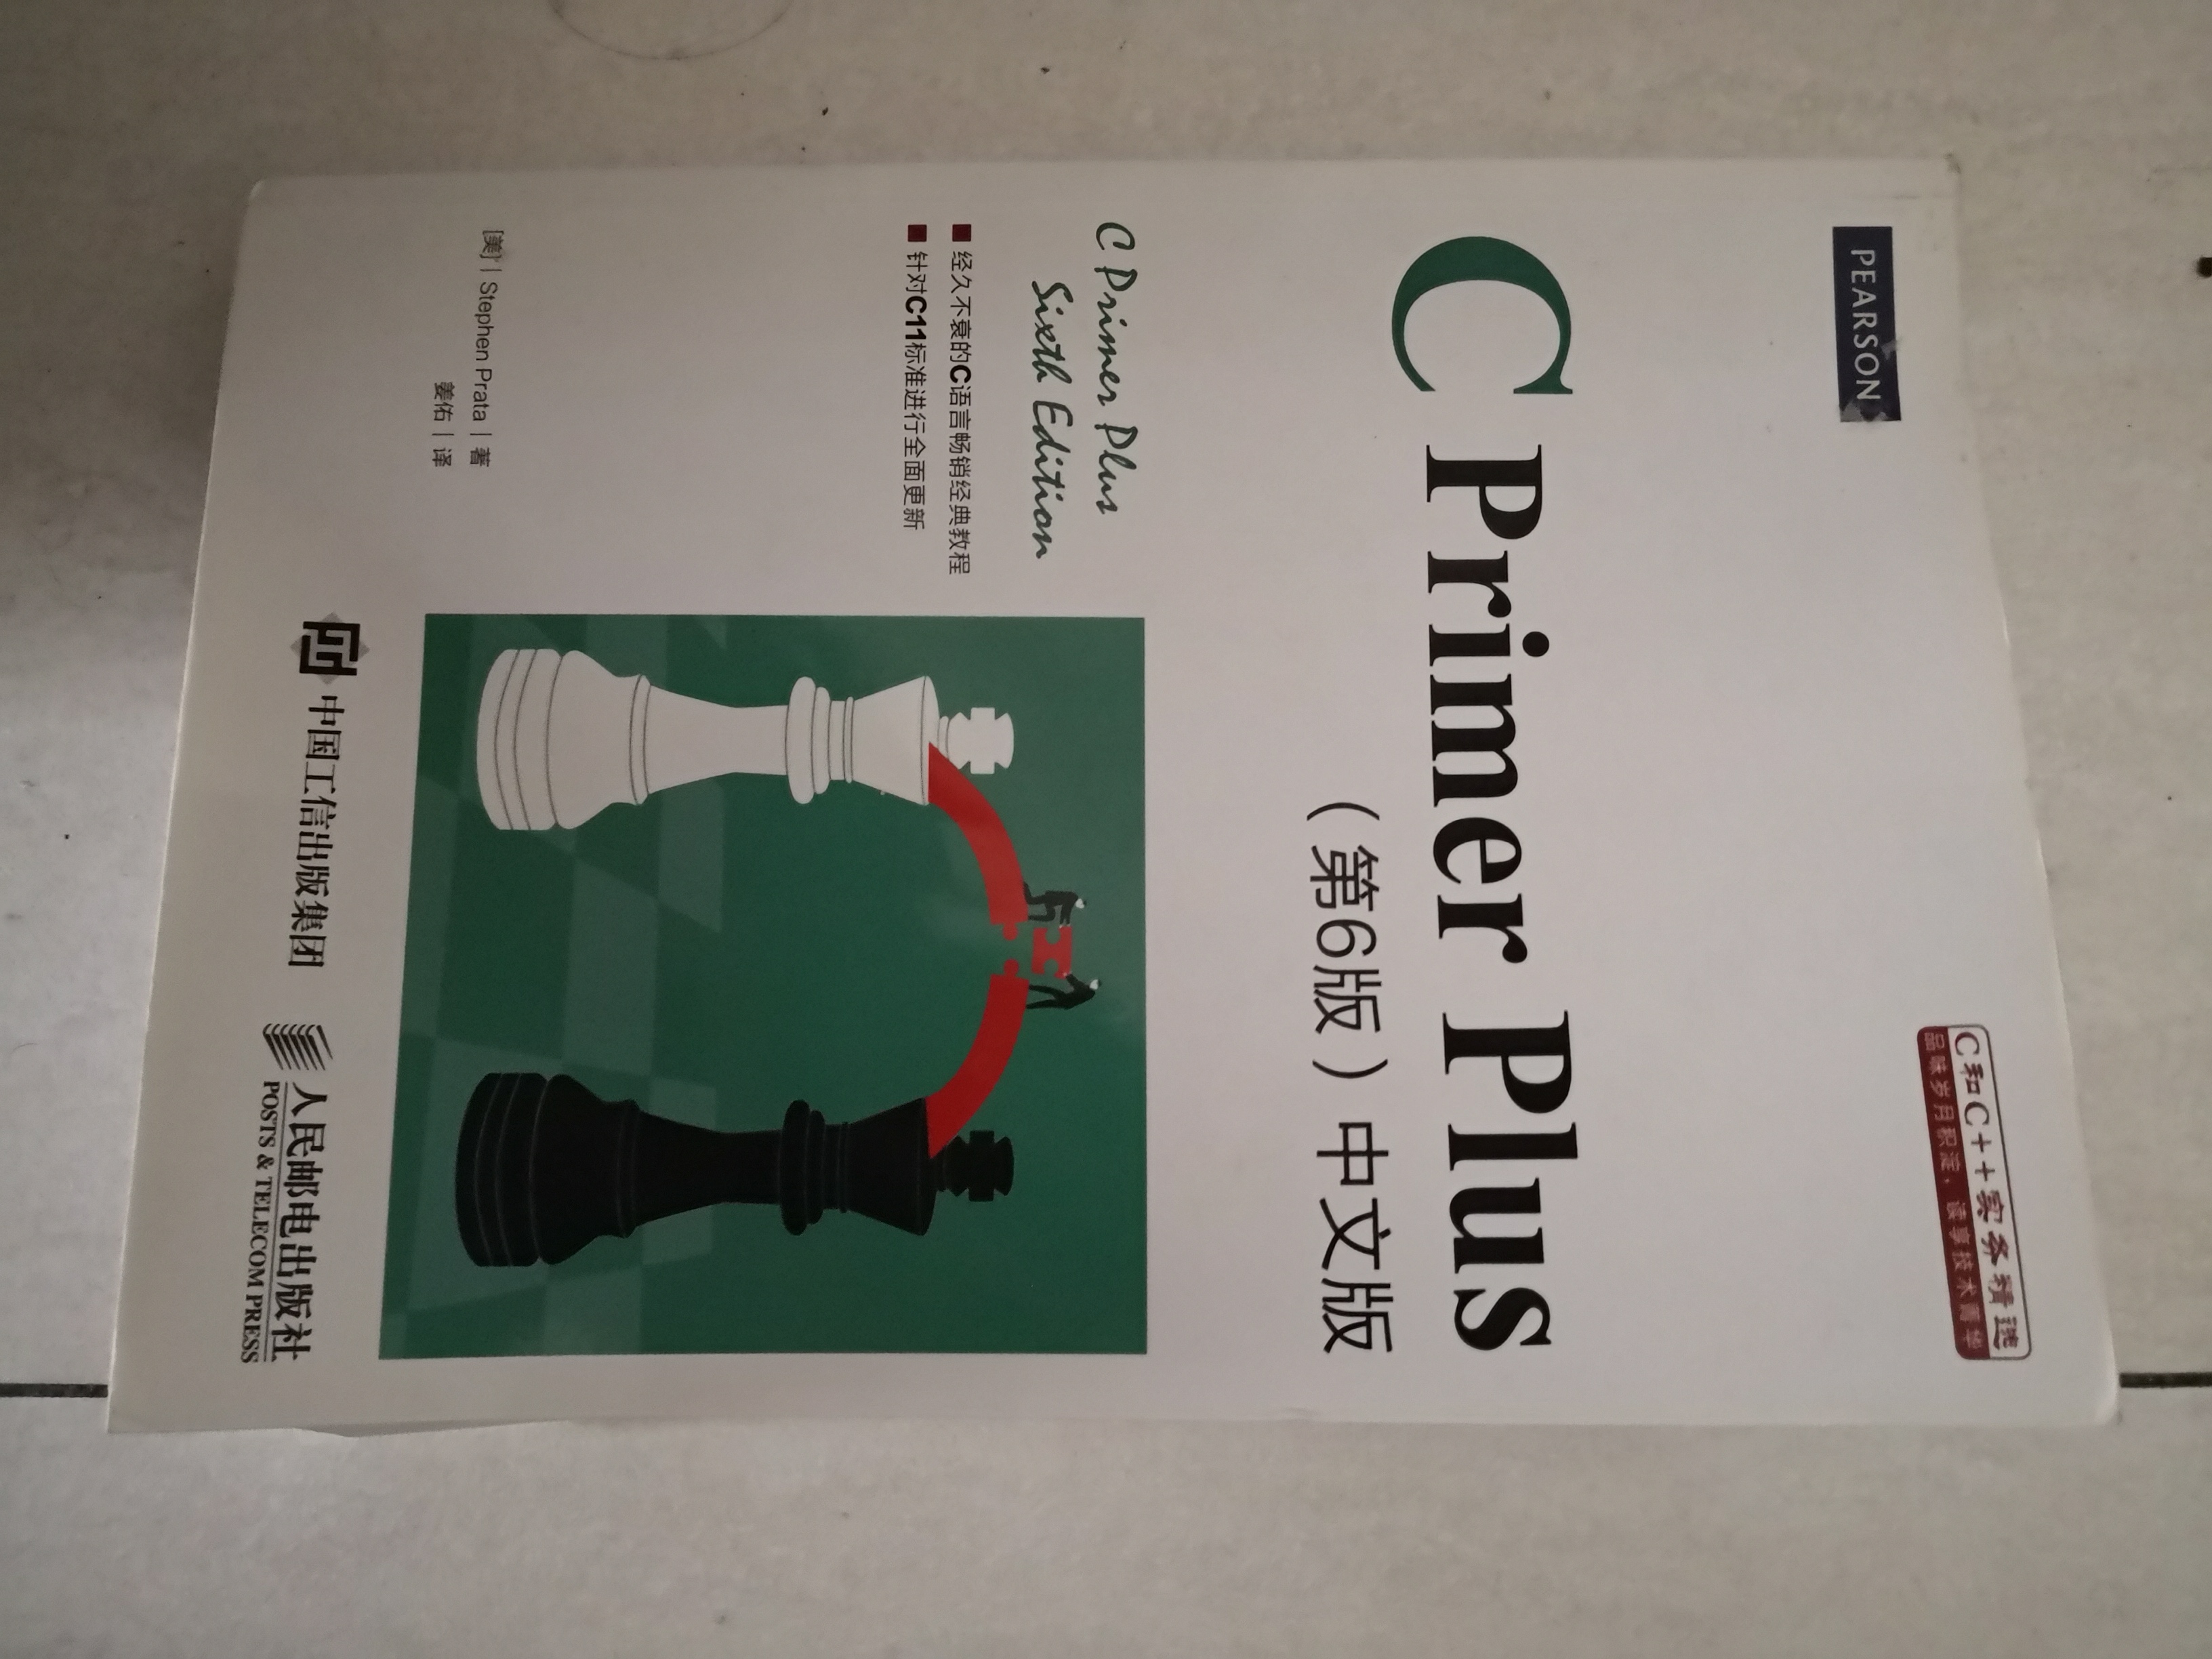 PEARSON
C和C++实务精选
品味岁月积淀，读享技术菁华
C Primer Plus
（第6版）中文版
C Primer Plus
Sixth Edition
■ 经久不衰的C语言畅销经典教程
■ 针对C11标准进行全面更新
[美] | Stephen Prata | 著
姜佑 | 译
中国工信出版集团
人民邮电出版社
POSTS & TELECOM PRESS